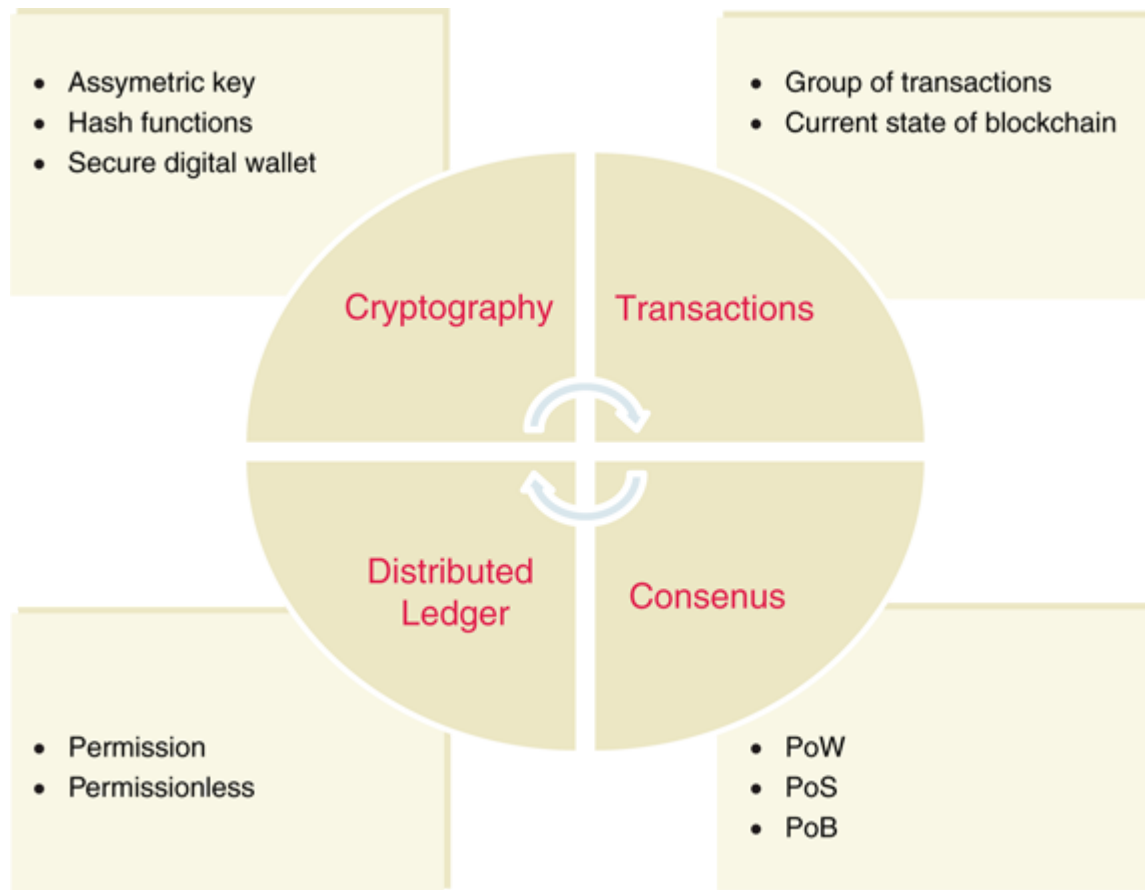 • Assymetric key
• Hash functions
• Secure digital wallet
• Group of transactions
• Current state of blockchain
Cryptography
Transactions
Distributed
Ledger
Consenus
• Permission
• Permissionless
• PoW
• PoS
• PoB